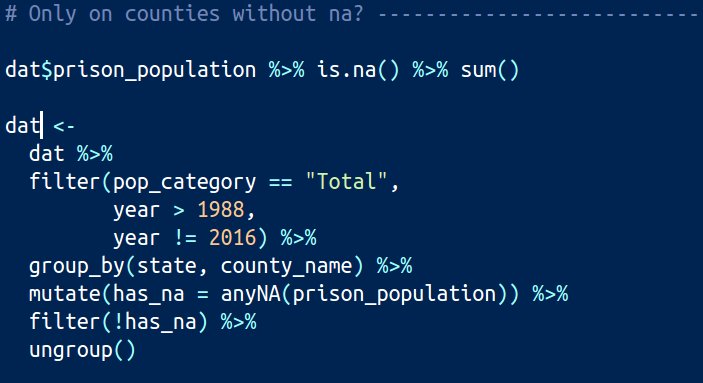 # Only on counties without na? ---------------------------
dat$prison_population %>% is.na() %>% sum()
dat <-
dat %>%
filter(pop_category == "Total",
year > 1988,
year != 2016) %>%
group_by(state, county_name) %>%
mutate(has_na = anyNA(prison_population)) %>%
filter(!has_na) %>%
ungroup()